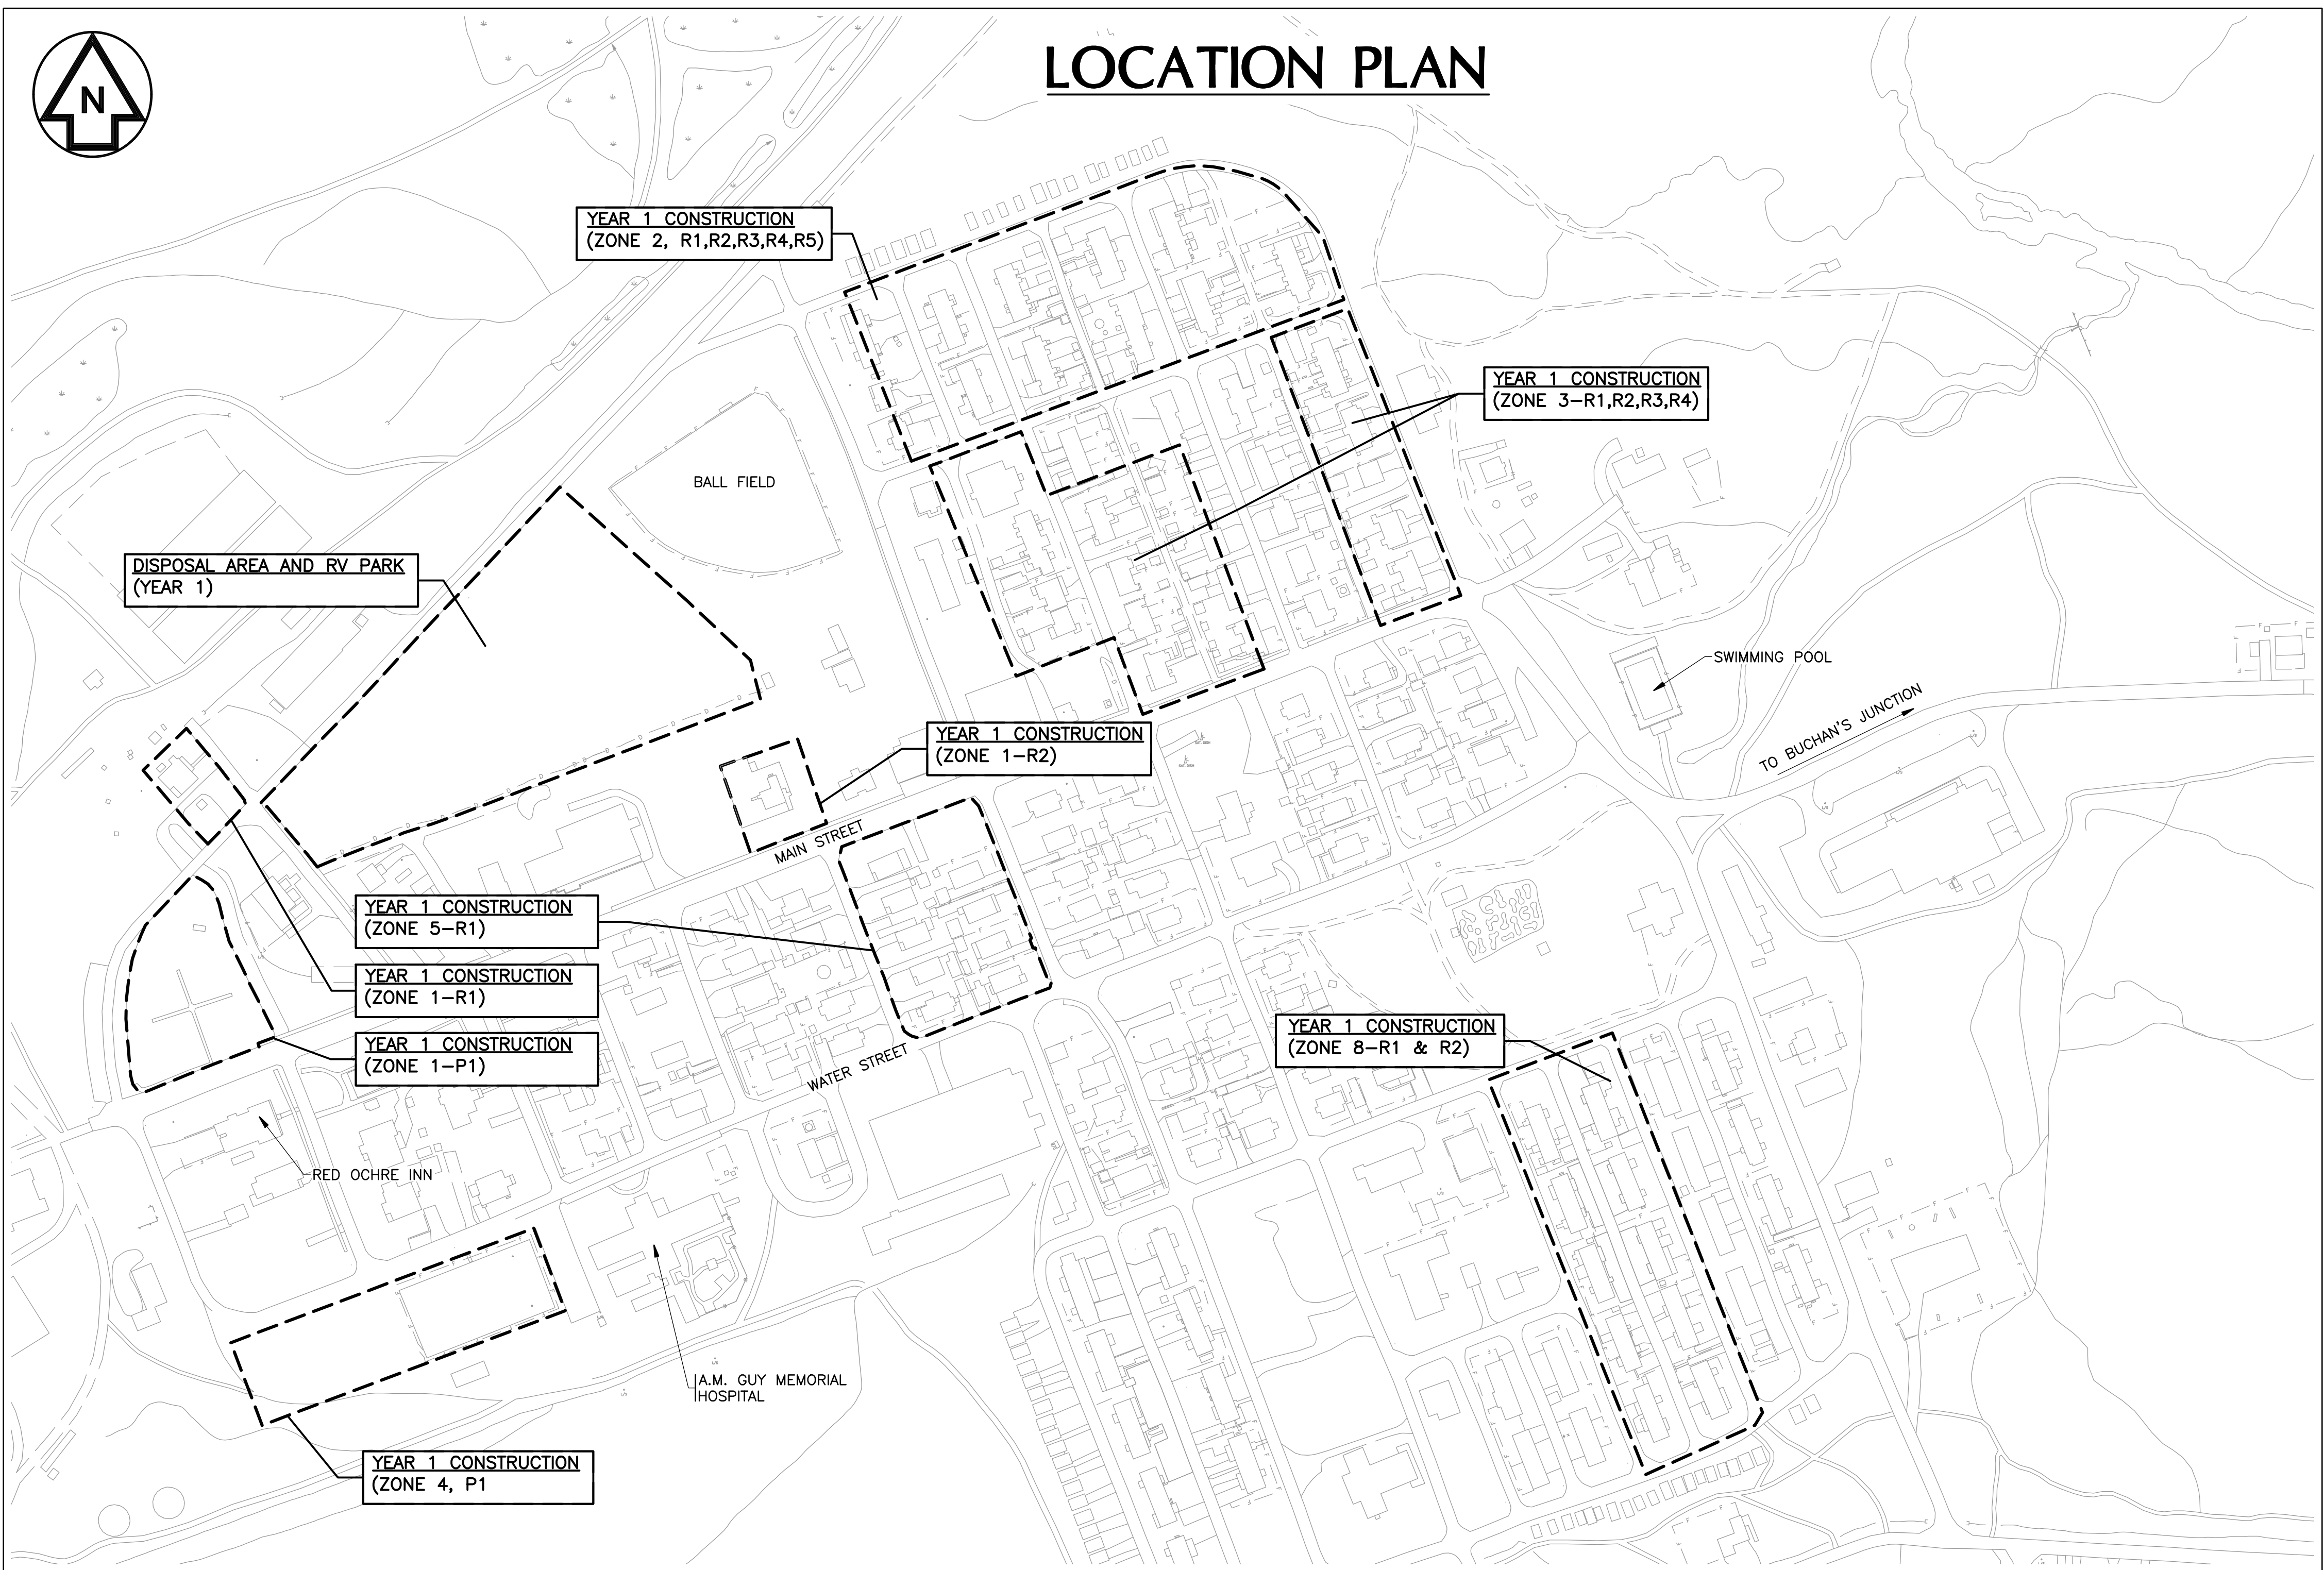 LOCATION PLAN
N
YEAR 1 CONSTRUCTION
(ZONE 2, R1,R2,R3,R4,R5)
YEAR 1 CONSTRUCTION
(ZONE 3-R1,R2,R3,R4)
BALL FIELD
DISPOSAL AREA AND RV PARK
(YEAR 1)
SWIMMING POOL
TO BUCHAN'S JUNCTION
YEAR 1 CONSTRUCTION
(ZONE 1-R2)
MAIN STREET
YEAR 1 CONSTRUCTION
(ZONE 5-R1)
YEAR 1 CONSTRUCTION
(ZONE 1-R1)
YEAR 1 CONSTRUCTION
(ZONE 1-P1)
YEAR 1 CONSTRUCTION
(ZONE 8-R1 & R2)
WATER STREET
RED OCHRE INN
A.M. GUY MEMORIAL
HOSPITAL
YEAR 1 CONSTRUCTION
(ZONE 4, P1